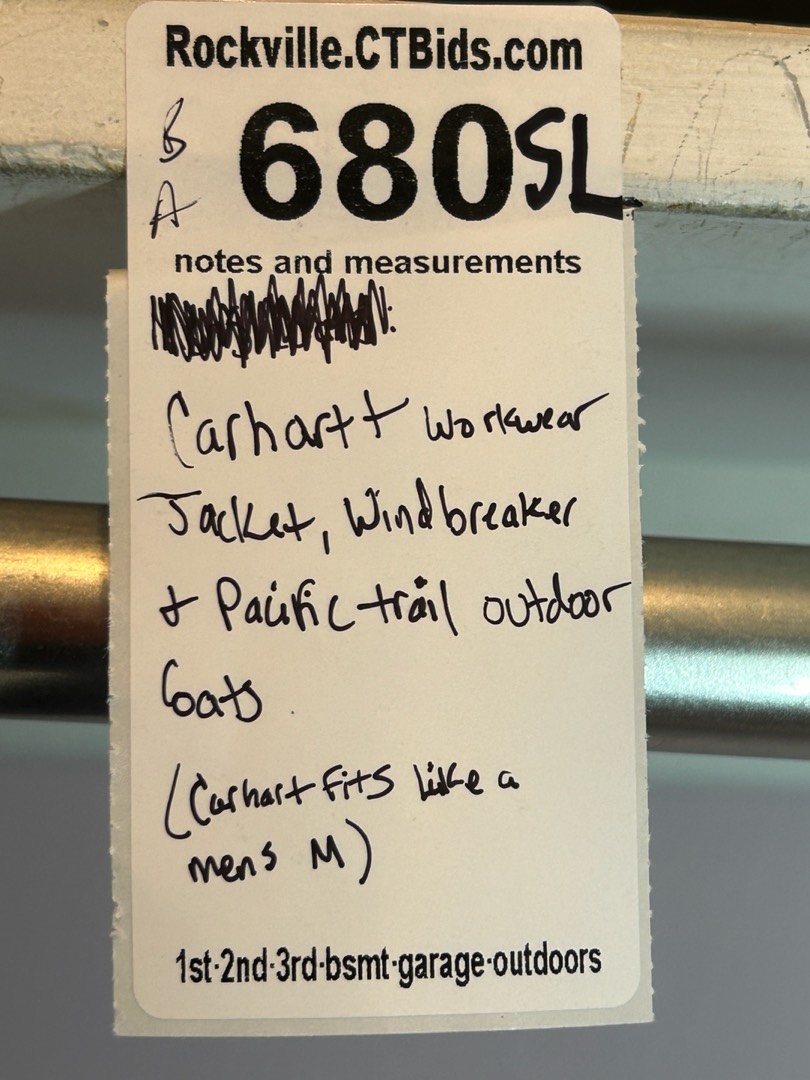 Rockville.CTBids.com
B
A
680SL
notes and measurements
Carhartt Workwear
Jacket, Windbreaker
+ Pacific trail outdoor
Coats
(Carhart fits like a
mens M)
1st·2nd·3rd·bsmt·garage·outdoors